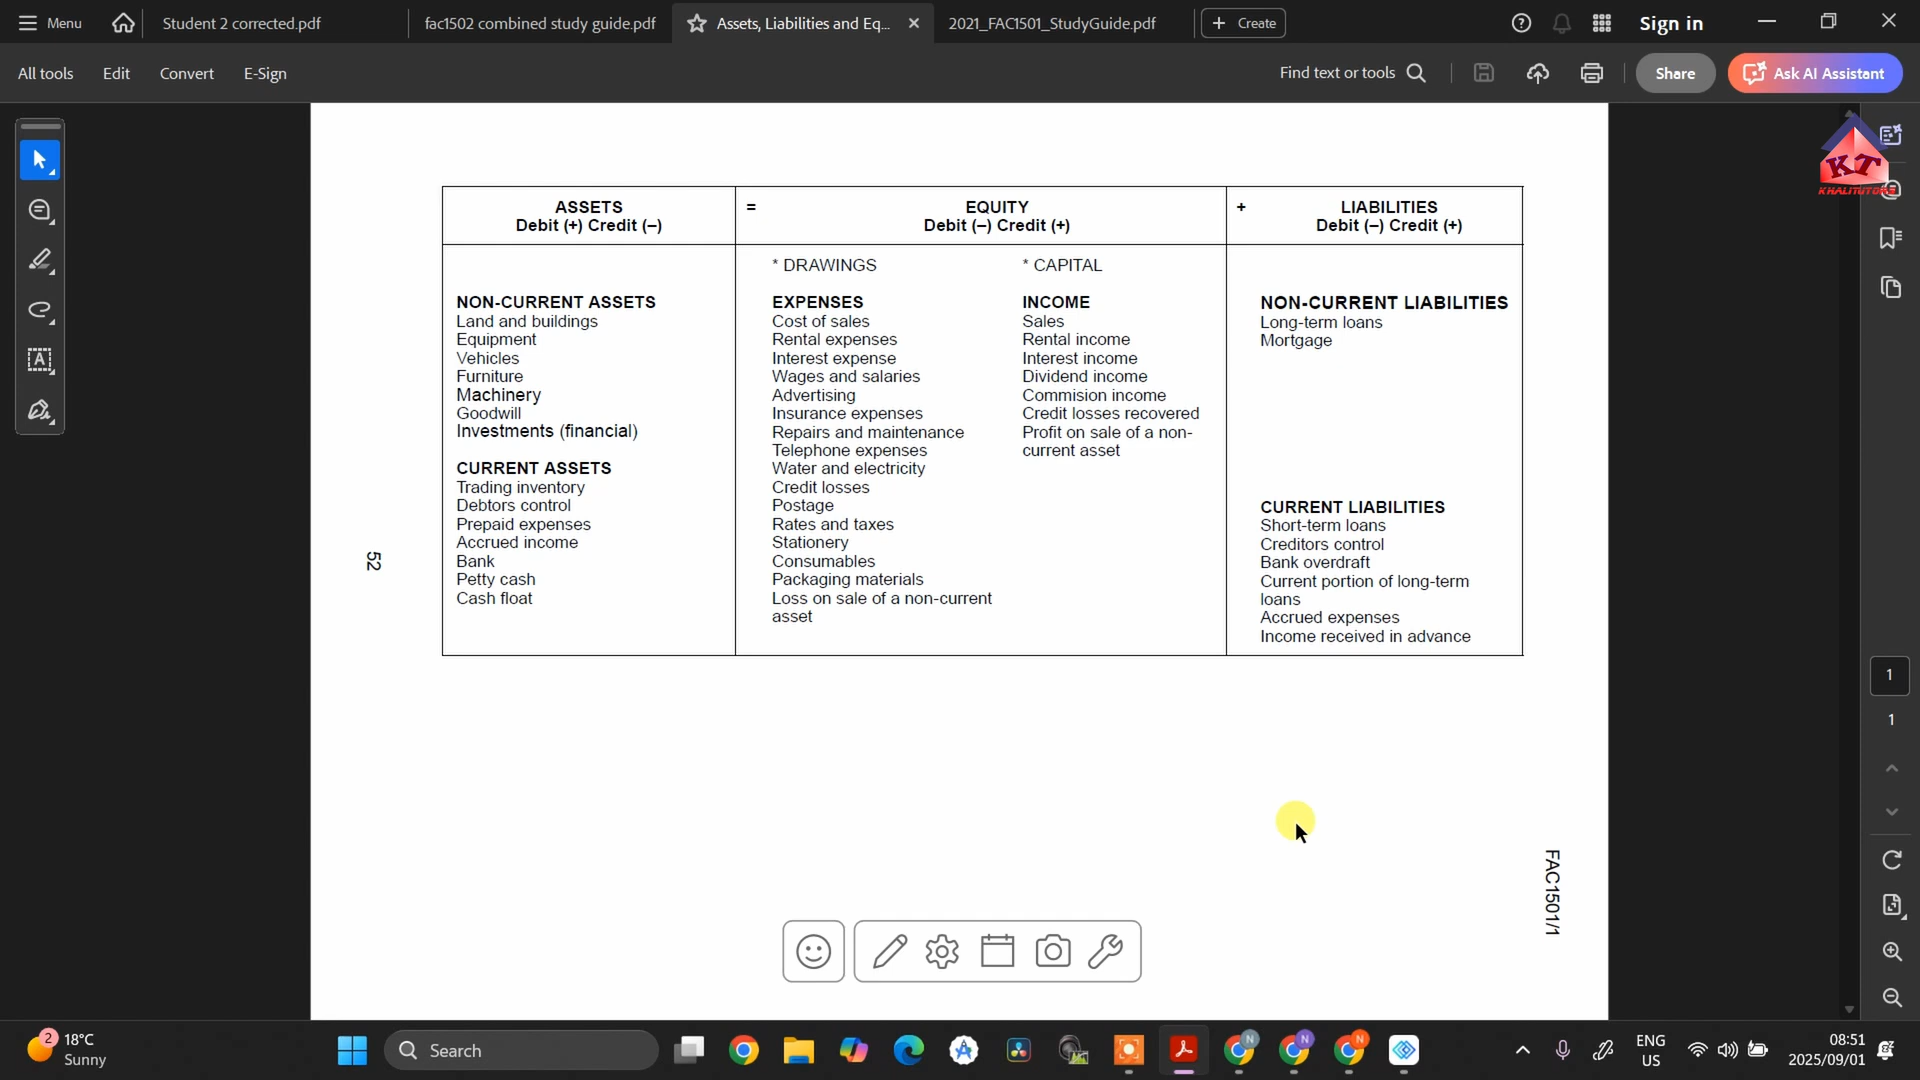 Menu
Student 2 corrected.pdf
fac1502 combined study guide.pdf
Assets, Liabilities and Eq...
2021_FAC1501_StudyGuide.pdf
Create
Sign in
All tools
Edit
Convert
E-Sign
Find text or tools
Share
Ask AI Assistant
KT
KHALITUTORS
ASSETS
Debit (+) Credit (–)
=
EQUITY
Debit (–) Credit (+)
+
LIABILITIES
Debit (–) Credit (+)
NON-CURRENT ASSETS
Land and buildings
Equipment
Vehicles
Furniture
Machinery
Goodwill
Investments (financial)
CURRENT ASSETS
Trading inventory
Debtors control
Prepaid expenses
Accrued income
Bank
Petty cash
Cash float
* DRAWINGS
EXPENSES
Cost of sales
Rental expenses
Interest expense
Wages and salaries
Advertising
Insurance expenses
Repairs and maintenance
Telephone expenses
Water and electricity
Credit losses
Postage
Rates and taxes
Stationery
Consumables
Packaging materials
Loss on sale of a non-current
asset
* CAPITAL
INCOME
Sales
Rental income
Interest income
Dividend income
Commision income
Credit losses recovered
Profit on sale of a non-
current asset
NON-CURRENT LIABILITIES
Long-term loans
Mortgage
CURRENT LIABILITIES
Short-term loans
Creditors control
Bank overdraft
Current portion of long-term
loans
Accrued expenses
Income received in advance
52
FAC1501/1
1
1
2
18°C
Sunny
Search
ENG
US
08:51
2025/09/01